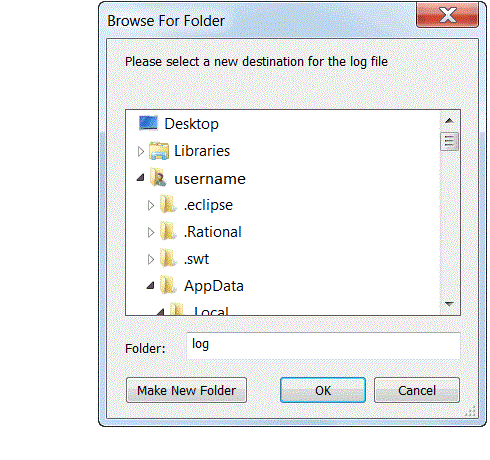 Browse For Folder
Please select a new destination for the log file
Desktop
Libraries
username
.eclipse
.Rational
.swt
AppData
Local
Folder: log
Make New Folder OK Cancel